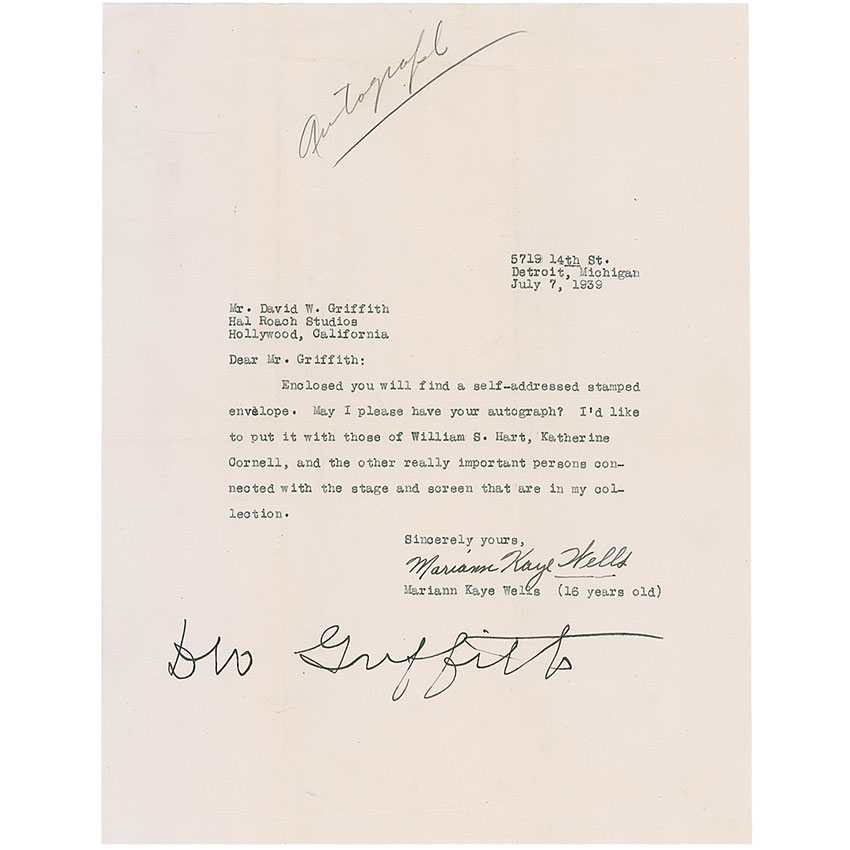 Autograph
5719 14th St.
Detroit, Michigan
July 7, 1939
Mr. David W. Griffith
Hal Roach Studios
Hollywood, California
Dear Mr. Griffith:
Enclosed you will find a self-addressed stamped
envelope. May I please have your autograph? I'd like
to put it with those of William S. Hart, Katherine
Cornell, and the other really important persons con-
nected with the stage and screen that are in my col-
lection.
Sincerely yours,
Mariann Kaye Wells
Mariann Kaye Wells (16 years old)
DW Griffith